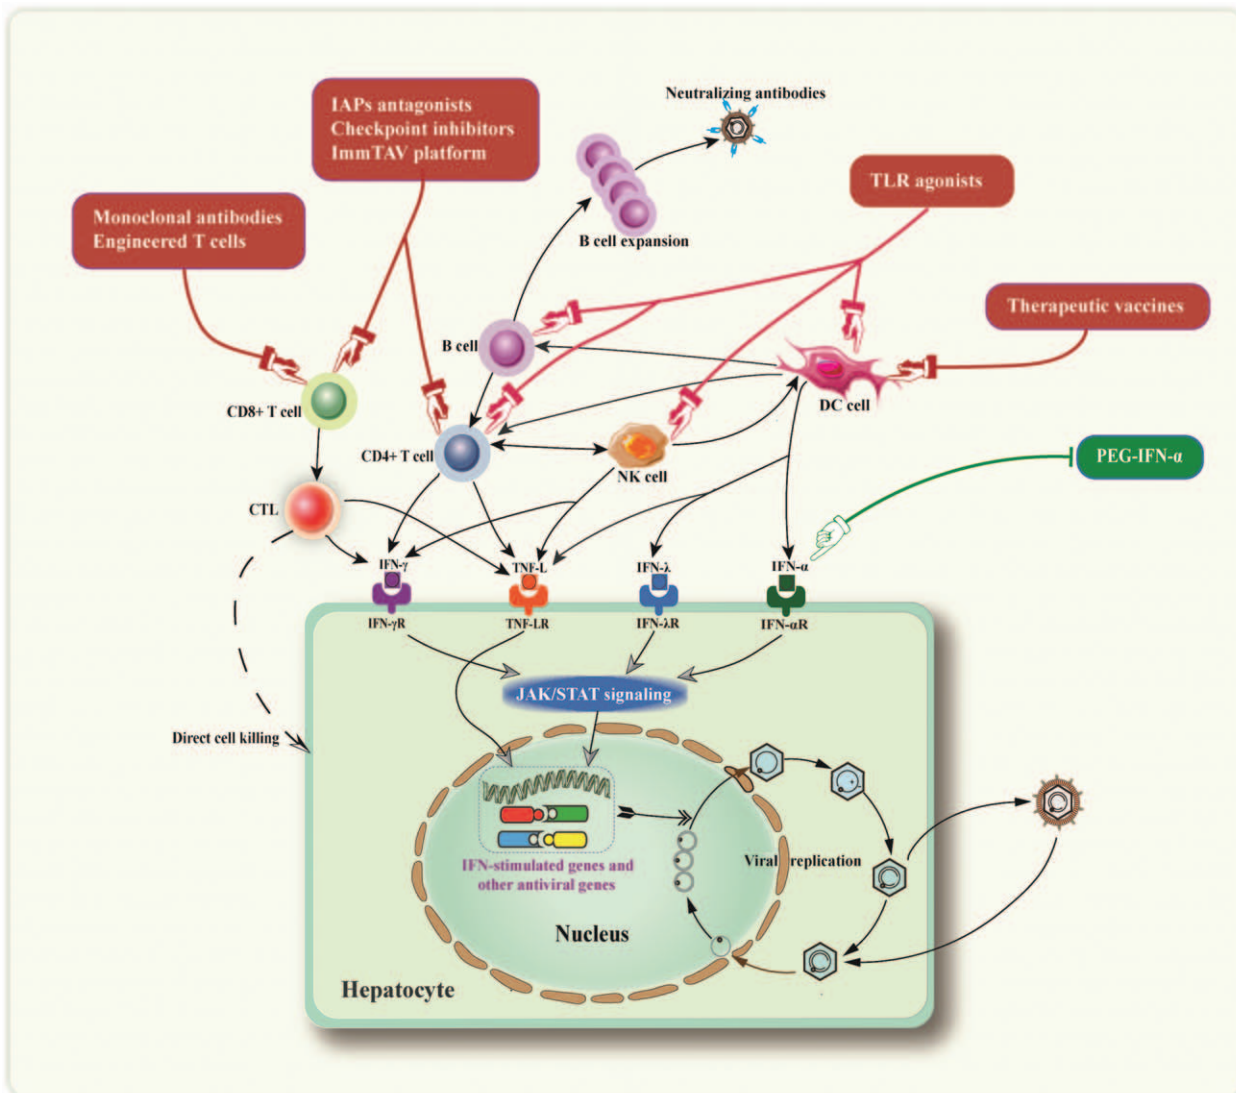 Neutralizing antibodies
IAPs antagonists
Checkpoint inhibitors
ImmTAV platform
TLR agonists
Monoclonal antibodies
Engineered T cells
B cell expansion
Therapeutic vaccines
B cell
DC cell
CD8+ T cell
CD4+ T cell
NK cell
PEG-IFN-α
CTL
IFN-γ
TNF-L
IFN-λ
IFN-α
IFN-γR
TNF-LR
IFN-λR
IFN-αR
JAK/STAT signaling
Direct cell killing
Viral replication
IFN-stimulated genes and
other antiviral genes
Nucleus
Hepatocyte